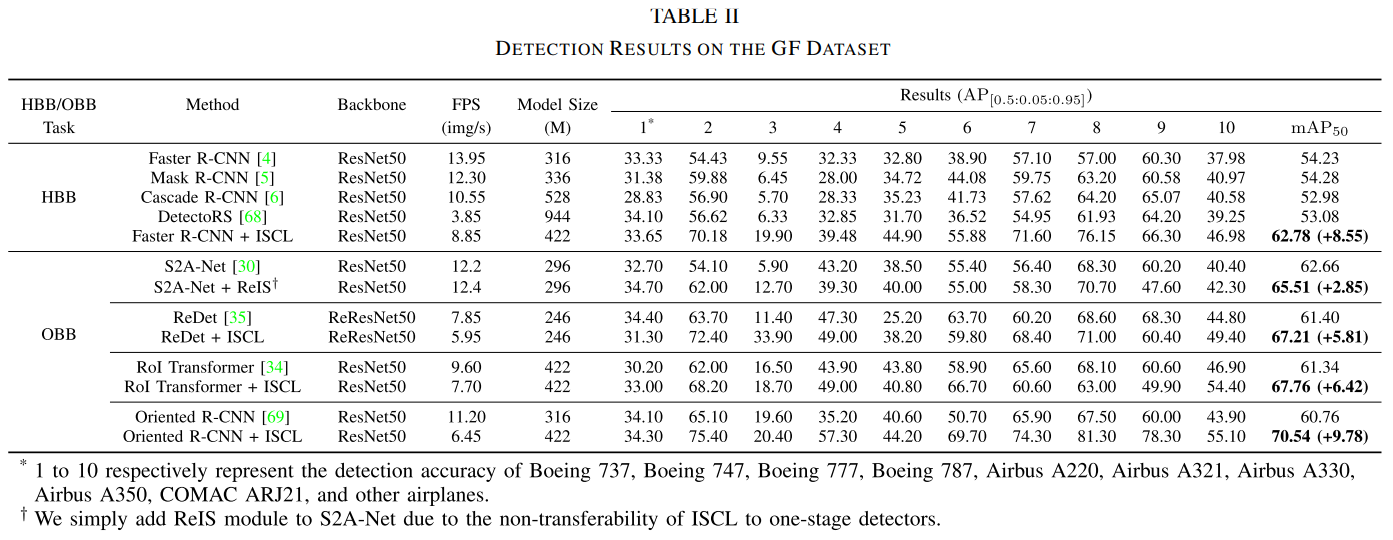 TABLE II
DETECTION RESULTS ON THE GF DATASET
HBB/OBB Method Backbone FPS Model Size Results (AP[0.5:0.05:0.95])
Task (img/s) (M) 1* 2 3 4 5 6 7 8 9 10 mAP50
Faster R-CNN [4] ResNet50 13.95 316 33.33 54.43 9.55 32.33 32.80 38.90 57.10 57.00 60.30 37.98 54.23
Mask R-CNN [5] ResNet50 12.30 336 31.38 59.88 6.45 28.00 34.72 44.08 59.75 63.20 60.58 40.97 54.28
HBB Cascade R-CNN [6] ResNet50 10.55 528 28.83 56.90 5.70 28.33 35.23 41.73 57.62 64.20 65.07 40.58 52.98
DetectoRS [68] ResNet50 3.85 944 34.10 56.62 6.33 32.85 31.70 36.52 54.95 61.93 64.20 39.25 53.08
Faster R-CNN + ISCL ResNet50 8.85 422 33.65 70.18 19.90 39.48 44.90 55.88 71.60 76.15 66.30 46.98 62.78 (+8.55)
S2A-Net [30] ResNet50 12.2 296 32.70 54.10 5.90 43.20 38.50 55.40 56.40 68.30 60.20 40.40 62.66
S2A-Net + ReIS† ResNet50 12.4 296 34.70 62.00 12.70 39.30 40.00 55.00 58.30 70.70 47.60 42.30 65.51 (+2.85)
ReDet [35] ReResNet50 7.85 246 34.40 63.70 11.40 47.30 25.20 63.70 60.20 68.60 68.30 44.80 61.40
OBB ReDet + ISCL ReResNet50 5.95 246 31.30 72.40 33.90 49.00 38.20 59.80 68.40 71.00 60.40 49.40 67.21 (+5.81)
RoI Transformer [34] ResNet50 9.60 422 30.20 62.00 16.50 43.90 43.80 58.90 65.60 68.10 60.60 46.90 61.34
RoI Transformer + ISCL ResNet50 7.70 422 33.00 68.20 18.70 49.00 40.80 66.70 60.60 63.00 49.90 54.40 67.76 (+6.42)
Oriented R-CNN [69] ResNet50 11.20 316 34.10 65.10 19.60 35.20 40.60 50.70 65.90 67.50 60.00 43.90 60.76
Oriented R-CNN + ISCL ResNet50 6.45 422 34.30 75.40 20.40 57.30 44.20 69.70 74.30 81.30 78.30 55.10 70.54 (+9.78)
* 1 to 10 respectively represent the detection accuracy of Boeing 737, Boeing 747, Boeing 777, Boeing 787, Airbus A220, Airbus A321, Airbus A330,
Airbus A350, COMAC ARJ21, and other airplanes.
† We simply add ReIS module to S2A-Net due to the non-transferability of ISCL to one-stage detectors.